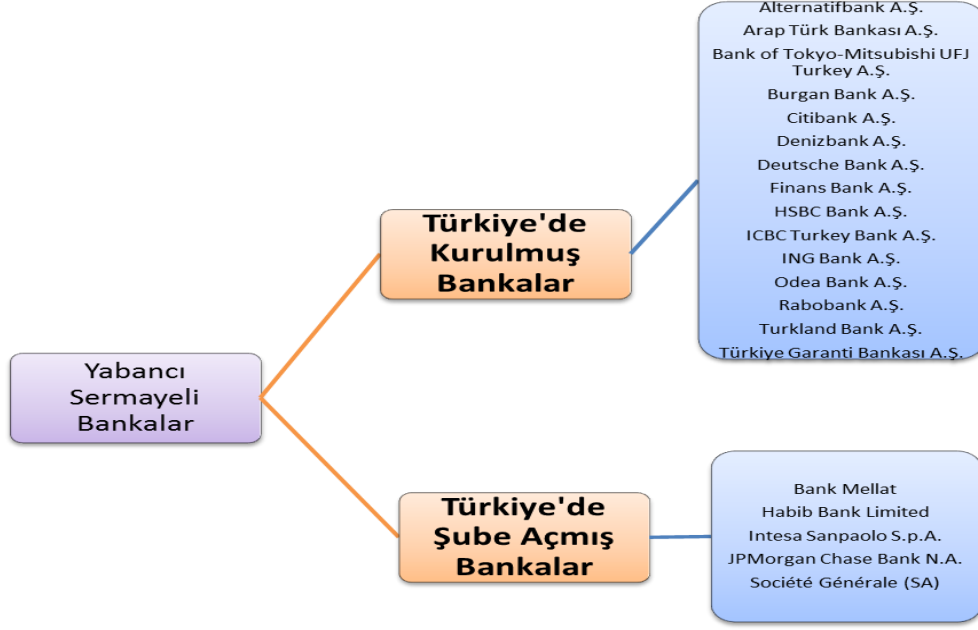 Yabancı
Sermayeli
Bankalar
Türkiye'de
Kurulmuş
Bankalar
Alternatifbank A.Ş.
Arap Türk Bankası A.Ş.
Bank of Tokyo-Mitsubishi UFJ
Turkey A.Ş.
Burgan Bank A.Ş.
Citibank A.Ş.
Denizbank A.Ş.
Deutsche Bank A.Ş.
Finans Bank A.Ş.
HSBC Bank A.Ş.
ICBC Turkey Bank A.Ş.
ING Bank A.Ş.
Odea Bank A.Ş.
Rabobank A.Ş.
Turkland Bank A.Ş.
Türkiye Garanti Bankası A.Ş.
Türkiye'de
Şube Açmış
Bankalar
Bank Mellat
Habib Bank Limited
Intesa Sanpaolo S.p.A.
JPMorgan Chase Bank N.A.
Société Générale (SA)